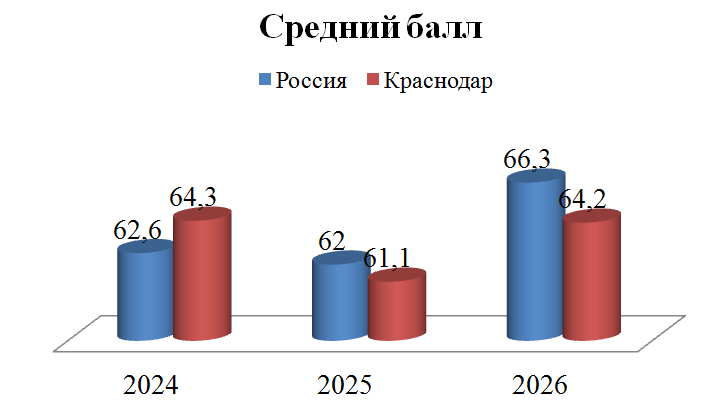 Средний балл
Россия Краснодар
62,6 64,3 62 61,1 66,3 64,2
2024 2025 2026